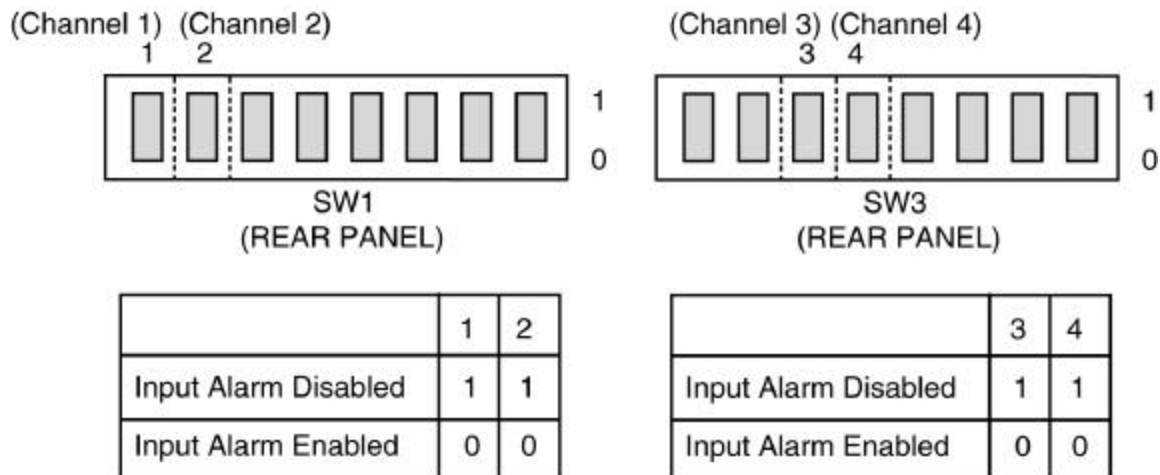 (Channel 1) (Channel 2)
1 2
1
0
SW1
(REAR PANEL)
1 2
Input Alarm Disabled 1 1
Input Alarm Enabled 0 0
(Channel 3) (Channel 4)
3 4
1
0
SW3
(REAR PANEL)
3 4
Input Alarm Disabled 1 1
Input Alarm Enabled 0 0